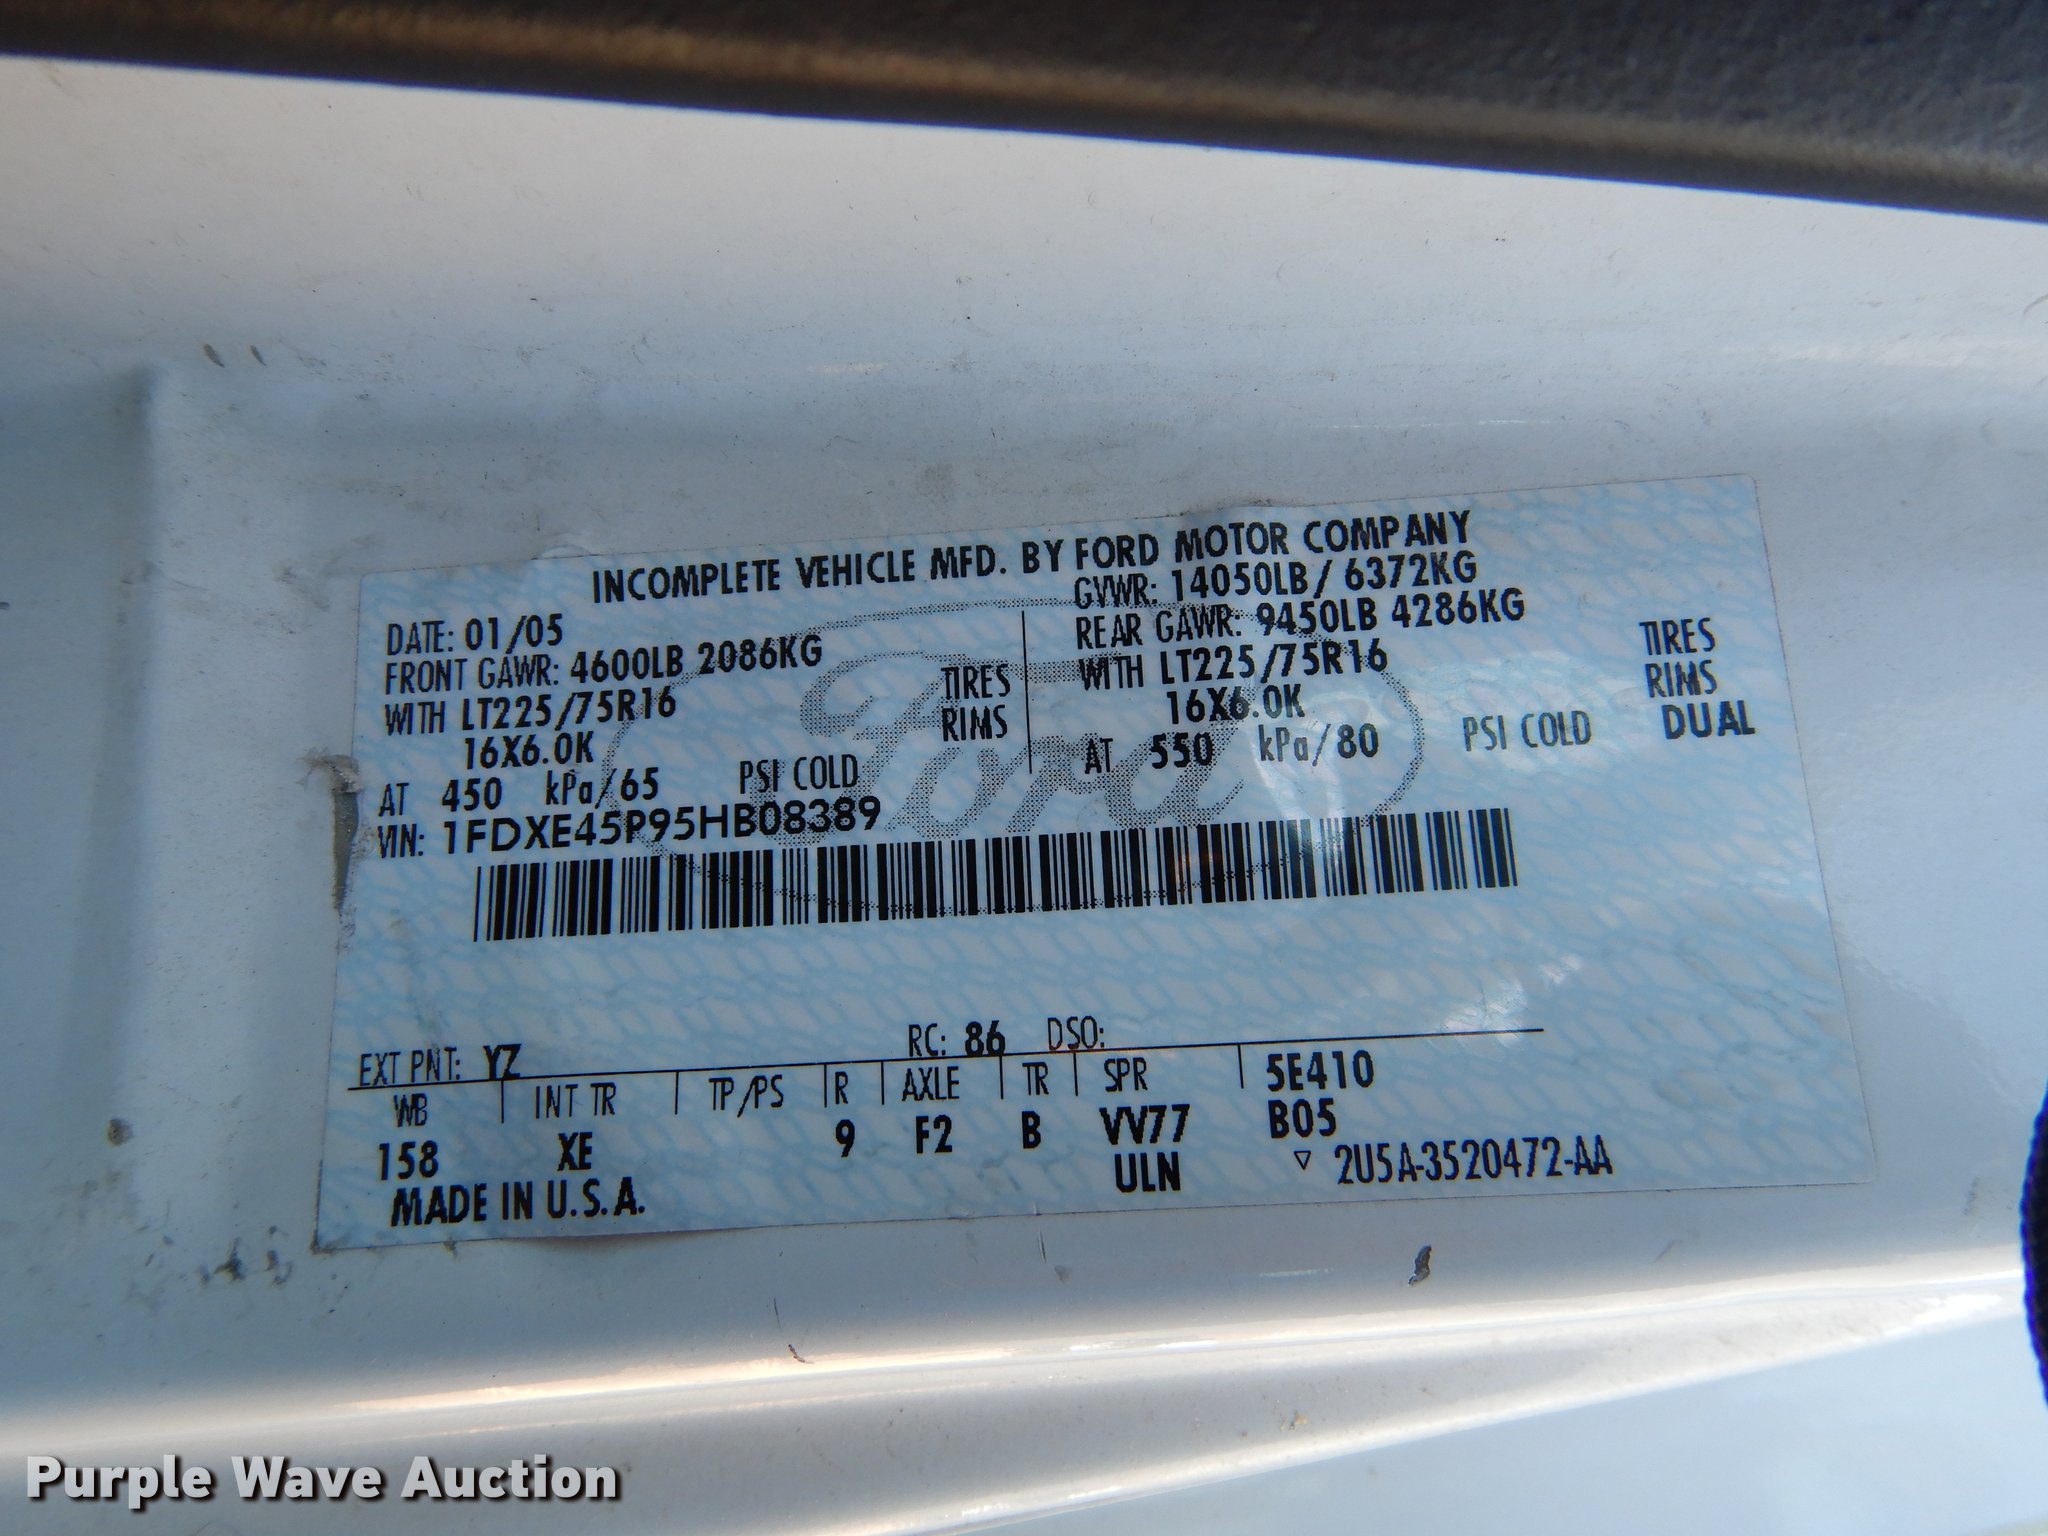 INCOMPLETE VEHICLE MFD. BY FORD MOTOR COMPANY
DATE: 01/05 GVWR: 14050LB/ 6372KG
FRONT GAWR: 4600LB 2086KG REAR GAWR: 9450LB 4286KG
WITH LT225/75R16 TIRES WITH LT225/75R16 TIRES
16X6.0K RIMS 16X6.0K RIMS
AT 450 kPa/65 PSI COLD AT 550 kPa/80 PSI COLD DUAL
VIN: 1FDXE45P95HB08389
Ford
EXT PNT: YZ RC: 86 DSO:
WB INT TR TP/PS R AXLE TR SPR 5E410
158 XE 9 F2 B VV77 B05
MADE IN U.S.A. ULN 2U5A-3520472-AA
Purple Wave Auction